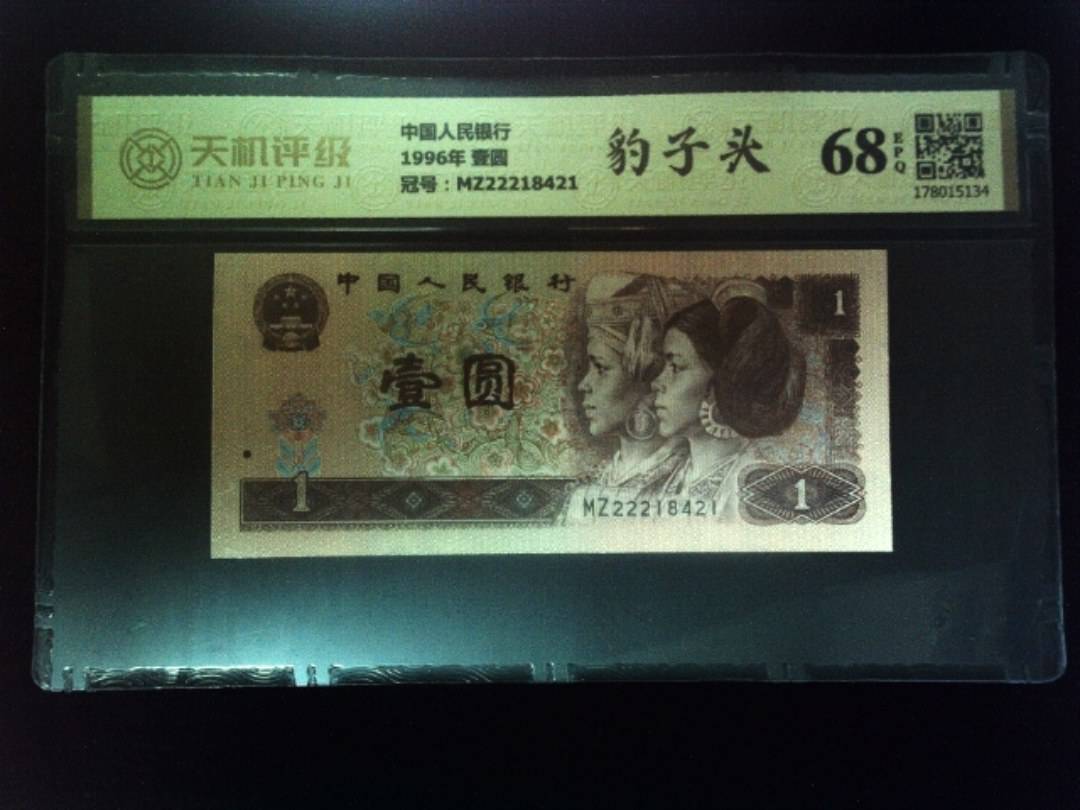 天机评级
TIAN JI PING JI
中国人民银行
1996年 壹圆
冠号：MZ22218421
豹子头
68
EPQ
178015134
中国人民银行
1
壹圆
1
MZ22218421
1